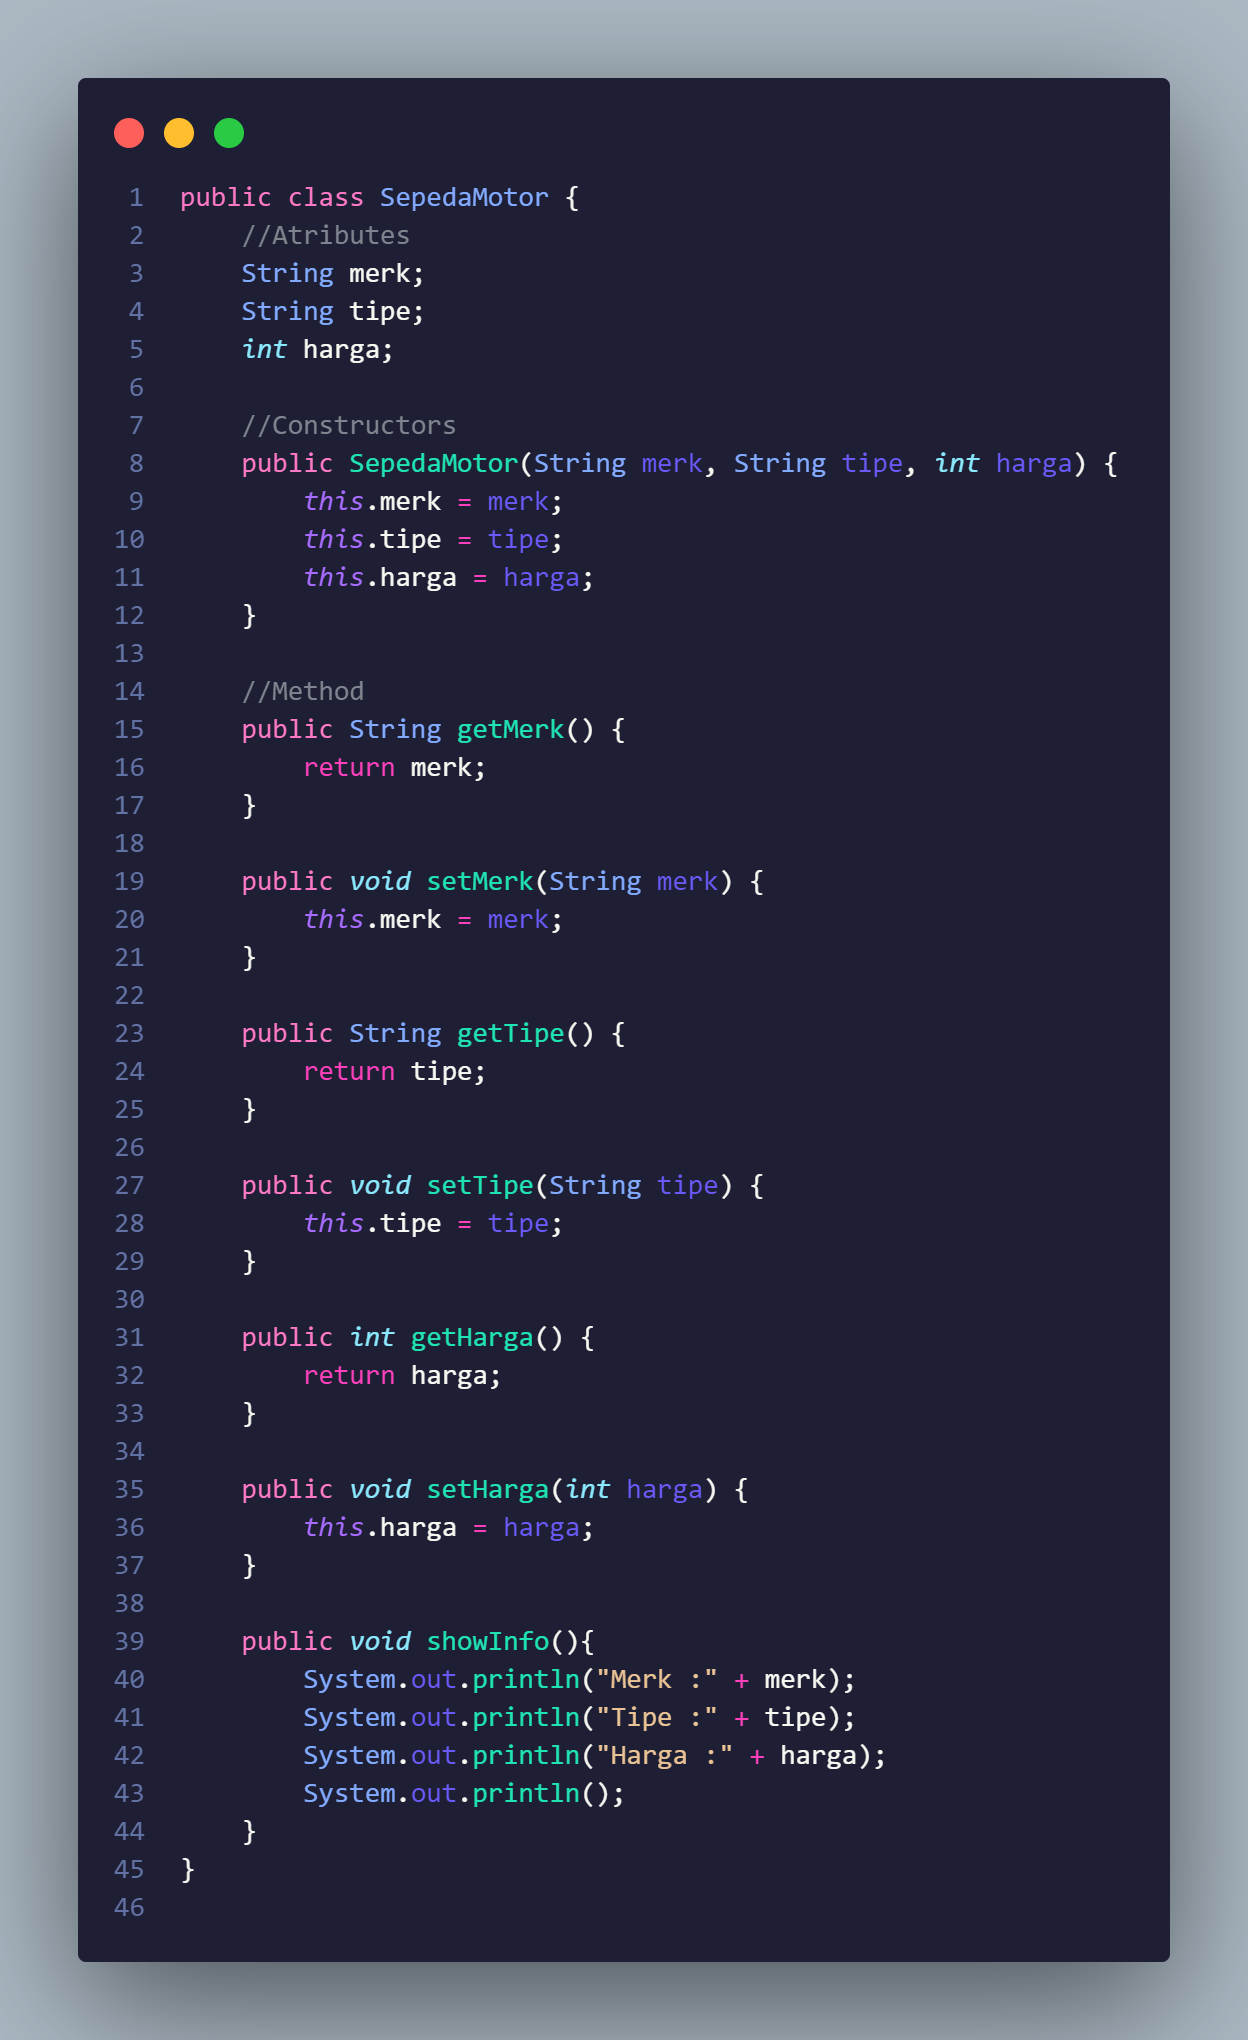 1 public class SepedaMotor {
2     //Atributes
3     String merk;
4     String tipe;
5     int harga;
6
7     //Constructors
8     public SepedaMotor(String merk, String tipe, int harga) {
9         this.merk = merk;
10         this.tipe = tipe;
11         this.harga = harga;
12     }
13
14     //Method
15     public String getMerk() {
16         return merk;
17     }
18
19     public void setMerk(String merk) {
20         this.merk = merk;
21     }
22
23     public String getTipe() {
24         return tipe;
25     }
26
27     public void setTipe(String tipe) {
28         this.tipe = tipe;
29     }
30
31     public int getHarga() {
32         return harga;
33     }
34
35     public void setHarga(int harga) {
36         this.harga = harga;
37     }
38
39     public void showInfo(){
40         System.out.println("Merk :" + merk);
41         System.out.println("Tipe :" + tipe);
42         System.out.println("Harga :" + harga);
43         System.out.println();
44     }
45 }
46